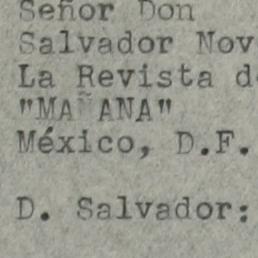 Señor Don
Salvador Nov
La Revista d
"MAÑANA"
México, D.F.
D. Salvador: